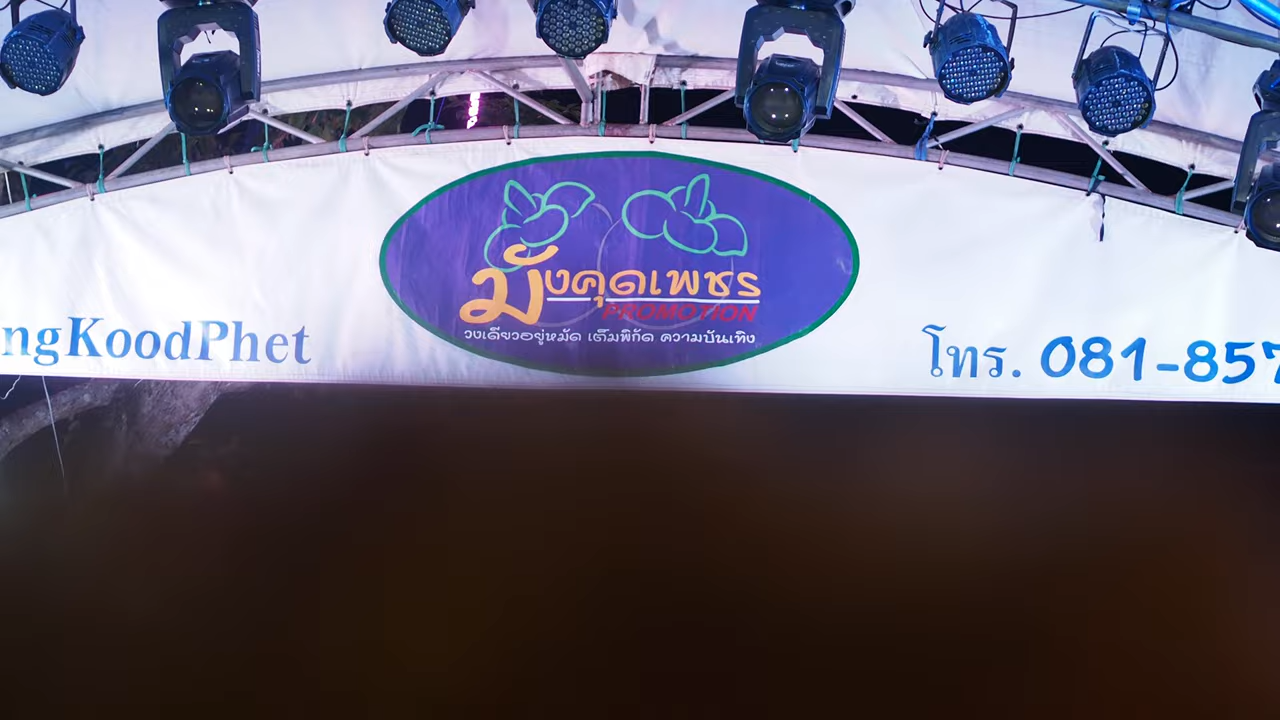 มังคุดเพชร
PROMOTION
วงเดียวอยู่หมัด เต็มพิกัด ความบันเทิง
ngKoodPhet
โทร. 081-857